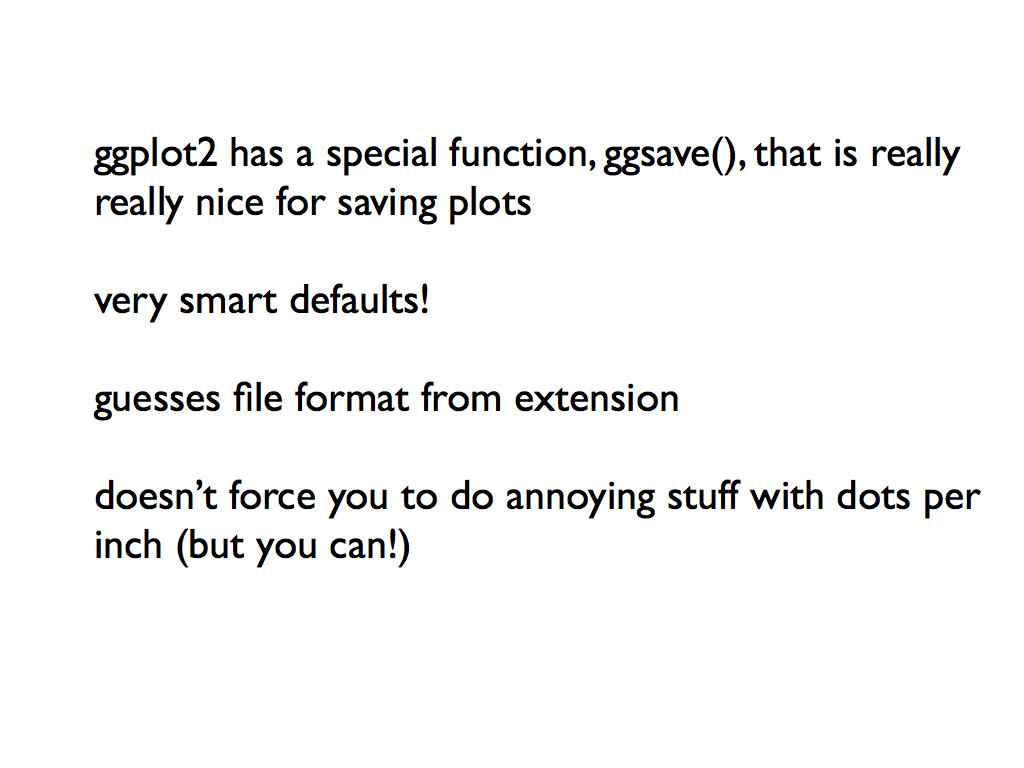 ggplot2 has a special function, ggsave(), that is really
really nice for saving plots
very smart defaults!
guesses file format from extension
doesn’t force you to do annoying stuff with dots per
inch (but you can!)